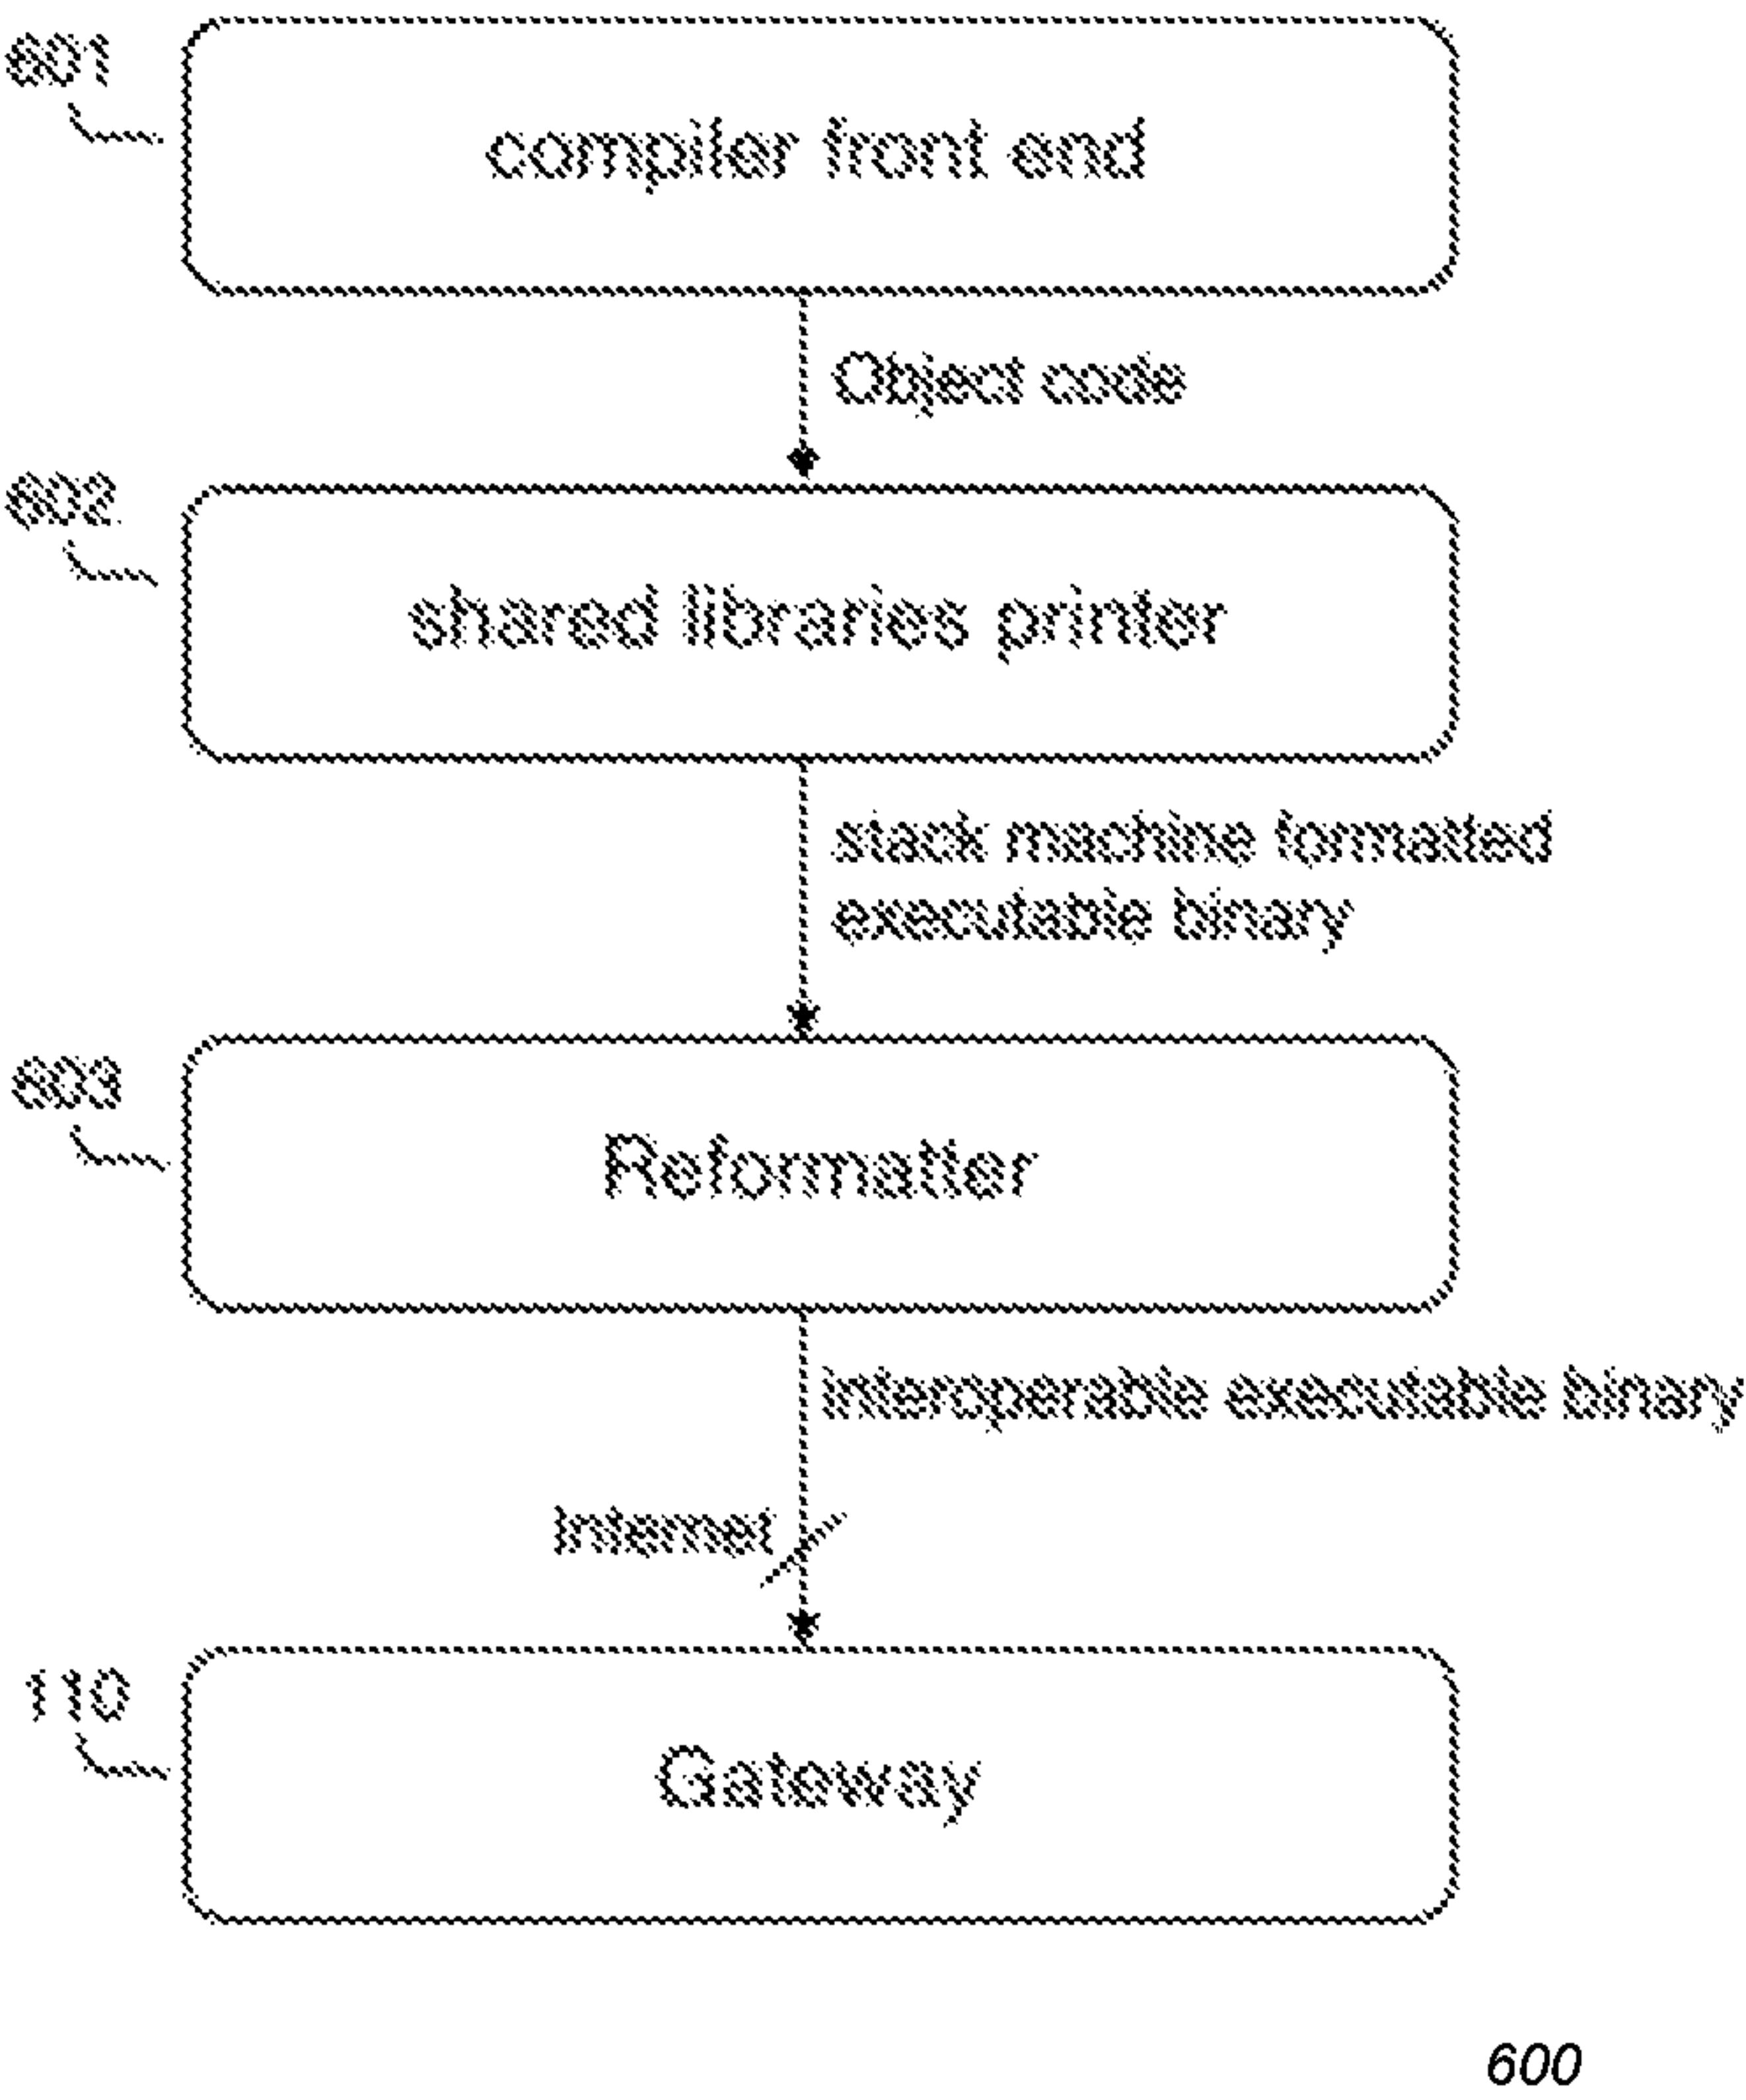 601
compiler front end
Object code
602
shared libraries printer
stack machine formatted
executable binary
603
Reformatter
interoperable executable binary
Internet
110
Gateway
600